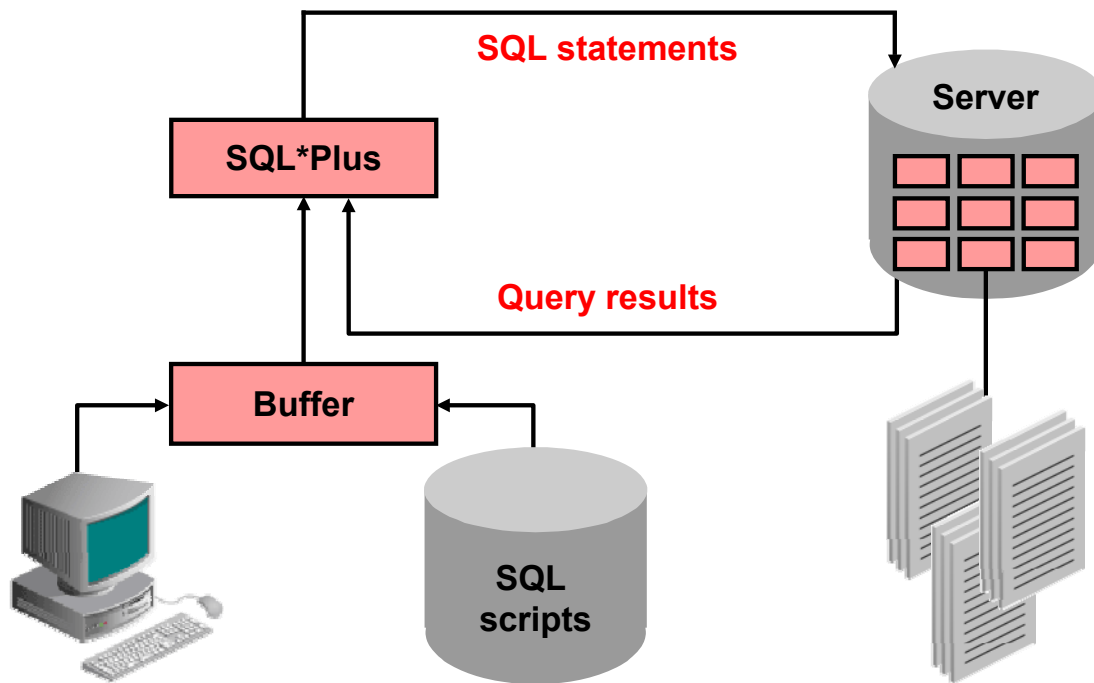 SQL statements
Server
SQL*Plus
Query results
Buffer
SQL
scripts